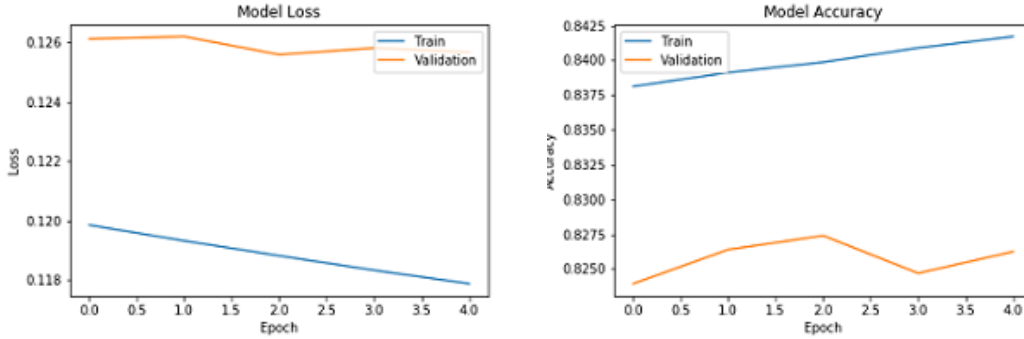 Model Loss
0.126
0.124
0.122
0.120
0.118
Loss
Train
Validation
0.0 0.5 1.0 1.5 2.0 2.5 3.0 3.5 4.0
Epoch
Model Accuracy
0.8425
0.8400
0.8375
0.8350
0.8325
0.8300
0.8275
0.8250
Accuracy
Train
Validation
0.0 0.5 1.0 1.5 2.0 2.5 3.0 3.5 4.0
Epoch